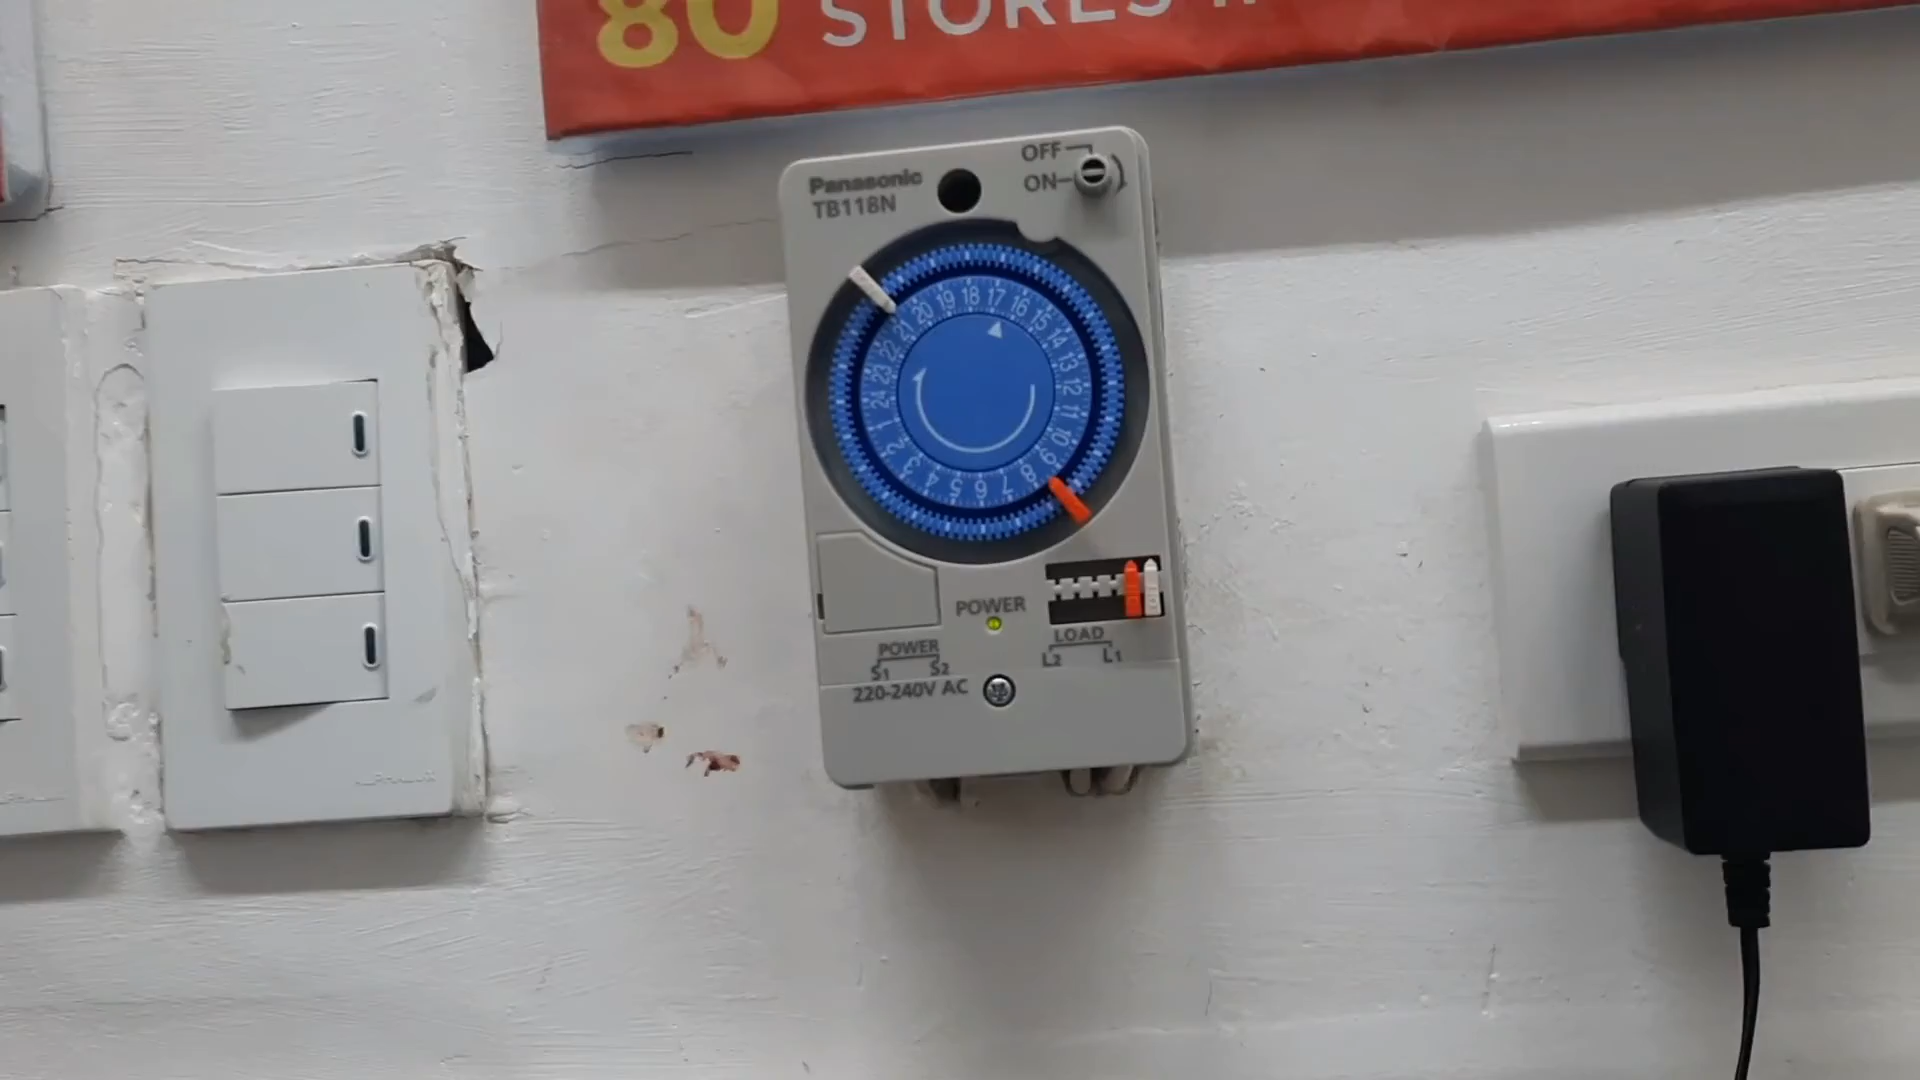 80 STORES
OFF
ON
Panasonic
TB118N
1 2 3 4 5 6 7 8 9 10 11 12 13 14 15 16 17 18 19 20 21 22 23 24
POWER
LOAD
L2 L1
POWER
S1 S2
220-240V AC